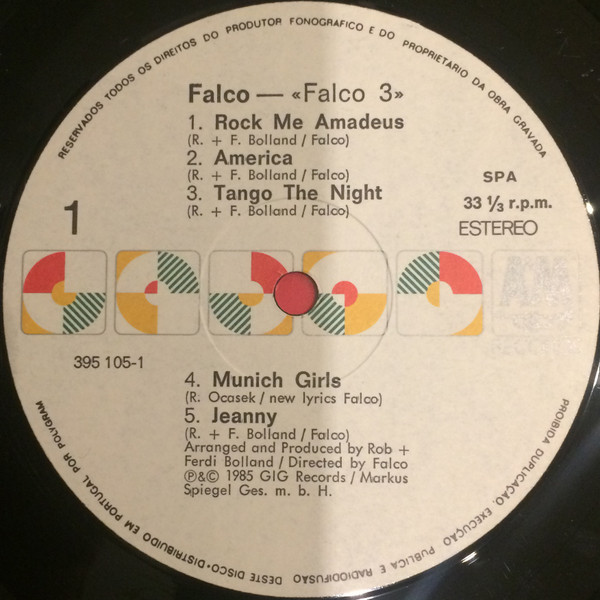 RESERVADOS TODOS OS DIREITOS DO PRODUTOR FONOGRAFICO E DO PROPRIETARIO DA OBRA GRAVADA
Falco — «Falco 3»
1. Rock Me Amadeus
(R. + F. Bolland / Falco)
2. America
(R. + F. Bolland / Falco)
3. Tango The Night
(R. + F. Bolland / Falco)
1
SPA
33 ⅓ r.p.m.
ESTEREO
AM
395 105-1
4. Munich Girls
(R. Ocasek / new lyrics Falco)
5. Jeanny
(R. + F. Bolland / Falco)
Arranged and Produced by Rob +
Ferdi Bolland / Directed by Falco
℗&© 1985 GIG Records / Markus
Spiegel Ges. m. b. H.
PROIBIDA DUPLICAÇAO, EXECUÇAO PUBLICA E RADIODIFUSAO DESTE DISCO • DISTRIBUIDO EM PORTUGAL POR POLYGRAM